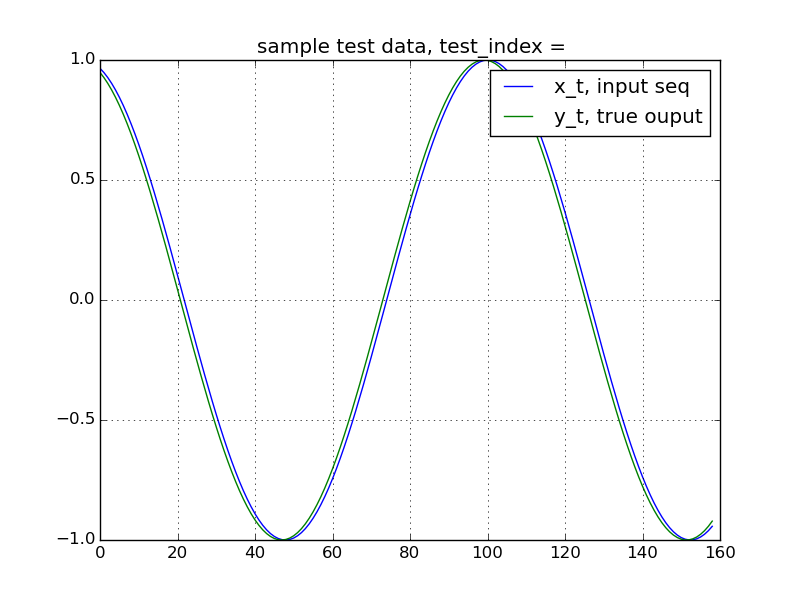 sample test data, test_index =
x_t, input seq
y_t, true ouput
1.0
0.5
0.0
−0.5
−1.0
0 20 40 60 80 100 120 140 160